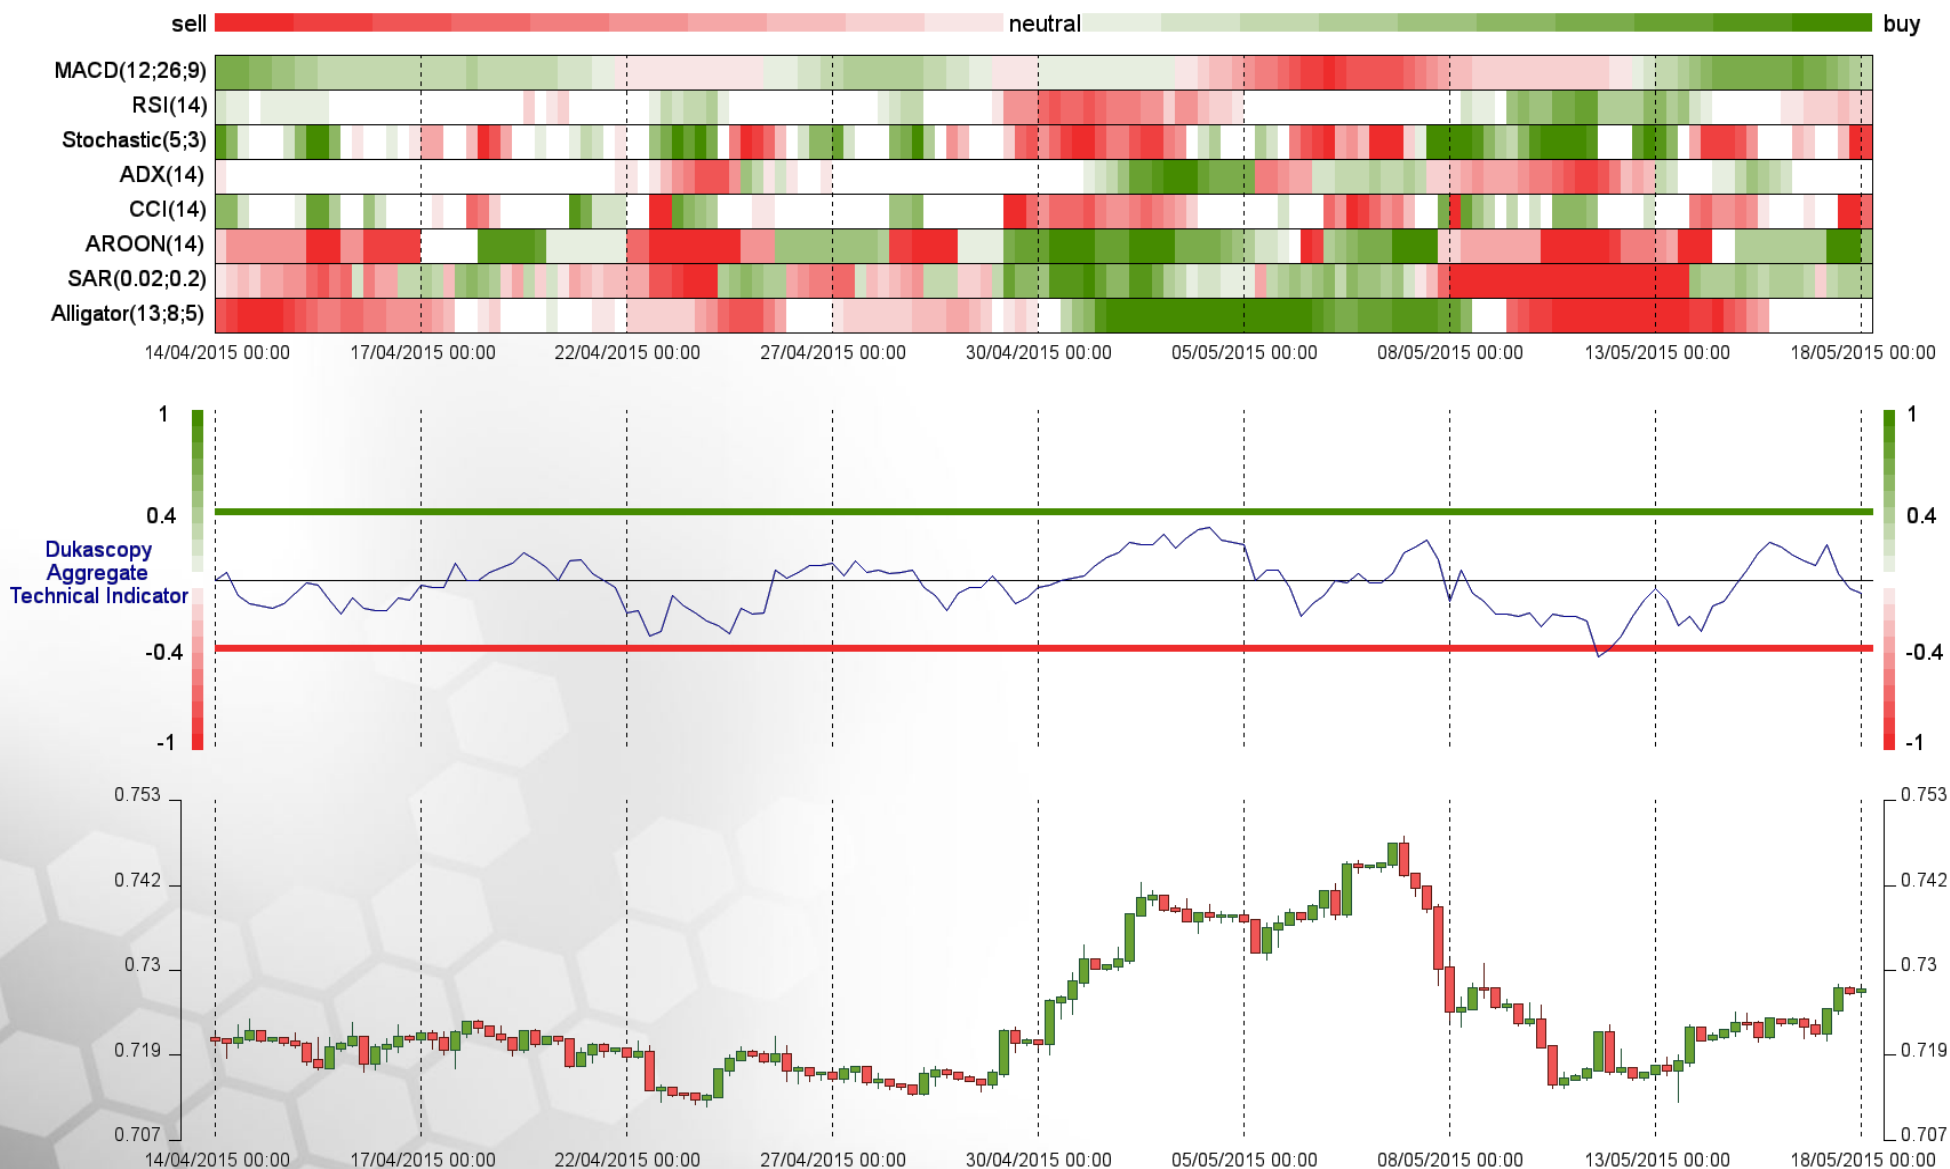 sell neutral buy
MACD(12;26;9)
RSI(14)
Stochastic(5;3)
ADX(14)
CCI(14)
AROON(14)
SAR(0.02;0.2)
Alligator(13;8;5)
14/04/2015 00:00 17/04/2015 00:00 22/04/2015 00:00 27/04/2015 00:00 30/04/2015 00:00 05/05/2015 00:00 08/05/2015 00:00 13/05/2015 00:00 18/05/2015 00:00
1 1
0.4 0.4
Dukascopy
Aggregate
Technical Indicator
-0.4 -0.4
-1 -1
0.753 0.753
0.742 0.742
0.73 0.73
0.719 0.719
0.707 0.707
14/04/2015 00:00 17/04/2015 00:00 22/04/2015 00:00 27/04/2015 00:00 30/04/2015 00:00 05/05/2015 00:00 08/05/2015 00:00 13/05/2015 00:00 18/05/2015 00:00